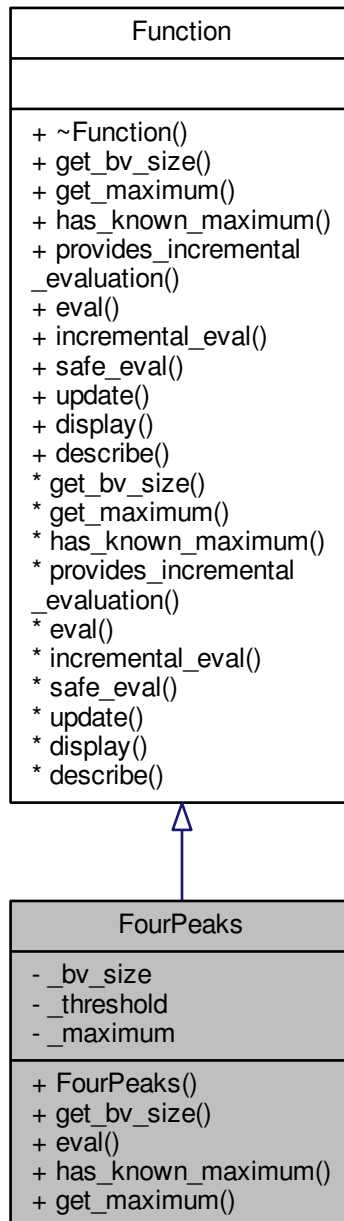 Function
+ ~Function()
+ get_bv_size()
+ get_maximum()
+ has_known_maximum()
+ provides_incremental
_evaluation()
+ eval()
+ incremental_eval()
+ safe_eval()
+ update()
+ display()
+ describe()
* get_bv_size()
* get_maximum()
* has_known_maximum()
* provides_incremental
_evaluation()
* eval()
* incremental_eval()
* safe_eval()
* update()
* display()
* describe()
FourPeaks
- _bv_size
- _threshold
- _maximum
+ FourPeaks()
+ get_bv_size()
+ eval()
+ has_known_maximum()
+ get_maximum()